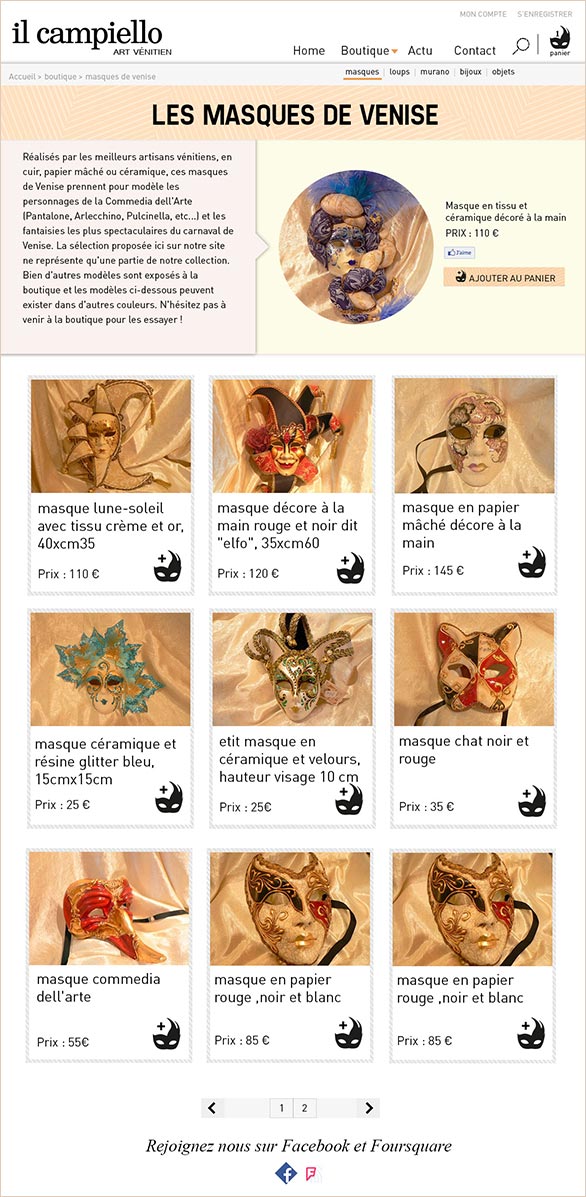 MON COMPTE S'ENREGISTRER
il campiello
ART VÉNITIEN
Home Boutique Actu Contact
panier
Accueil > boutique > masques de venise
masques | loups | murano | bijoux | objets
LES MASQUES DE VENISE
Réalisés par les meilleurs artisans vénitiens, en
cuir, papier mâché ou céramique, ces masques
de Venise prennent pour modèle les
personnages de la Commedia dell'Arte
(Pantalone, Arlecchino, Pulcinella, etc...) et les
fantaisies les plus spectaculaires du carnaval de
Venise. La sélection proposée ici sur notre site
ne représente qu'une partie de notre collection.
Bien d'autres modèles sont exposés à la
boutique et les modèles ci-dessous peuvent
exister dans d'autres couleurs. N'hésitez pas à
venir à la boutique pour les essayer !
Masque en tissu et
céramique décoré à la main
PRIX : 110 €
J'aime
AJOUTER AU PANIER
masque lune-soleil
avec tissu crème et or,
40xcm35
Prix : 110 €
masque décore à la
main rouge et noir dit
"elfo", 35xcm60
Prix : 120 €
masque en papier
mâché décore à la
main
Prix : 145 €
masque céramique et
résine glitter bleu,
15cmx15cm
Prix : 25 €
etit masque en
céramique et velours,
hauteur visage 10 cm
Prix : 25€
masque chat noir et
rouge
Prix : 35 €
masque commedia
dell'arte
Prix : 55€
masque en papier
rouge ,noir et blanc
Prix : 85 €
masque en papier
rouge ,noir et blanc
Prix : 85 €
1 2
Rejoignez nous sur Facebook et Foursquare